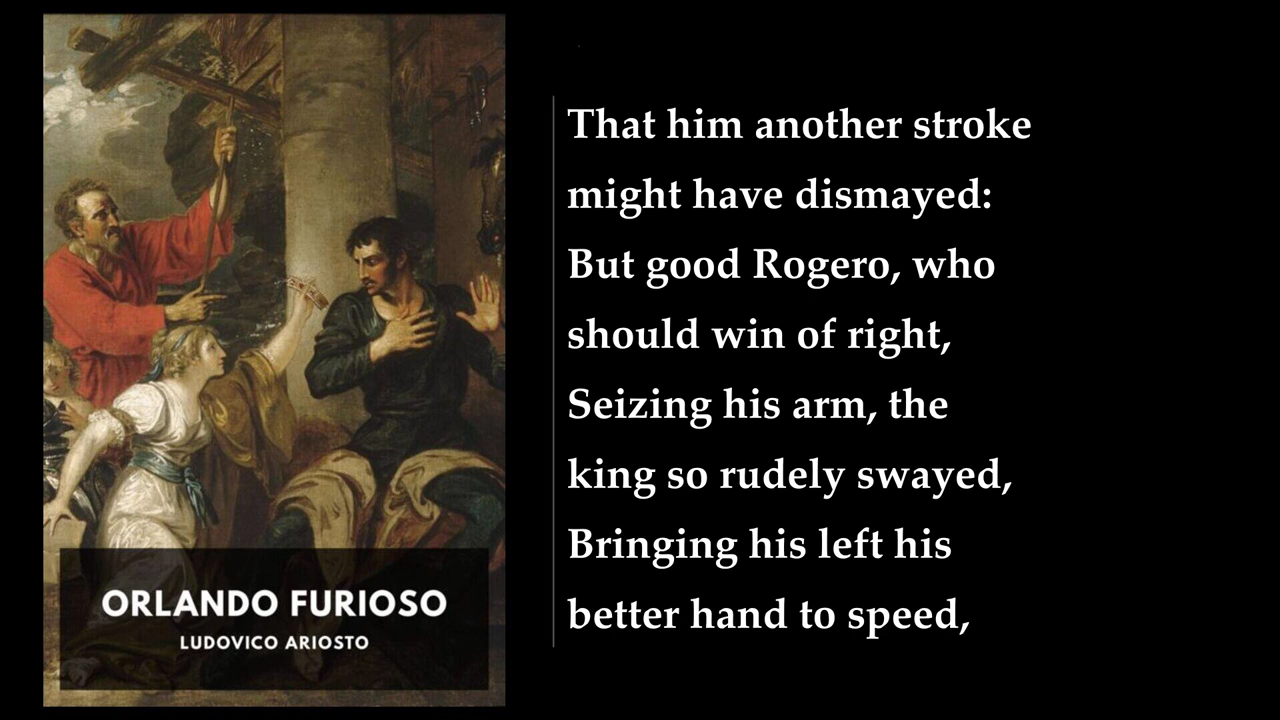 ORLANDO FURIOSO
LUDOVICO ARIOSTO
That him another stroke
might have dismayed:
But good Rogero, who
should win of right,
Seizing his arm, the
king so rudely swayed,
Bringing his left his
better hand to speed,